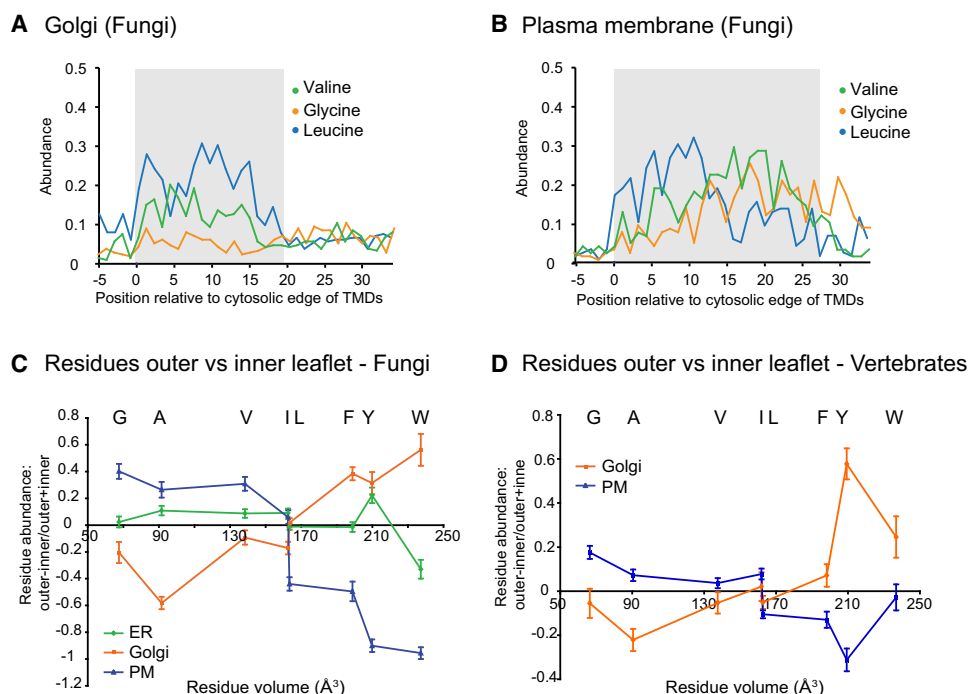 A Golgi (Fungi)
0.5
0.4
0.3
0.2
0.1
0
Abundance
Valine
Glycine
Leucine
-5 0 5 10 15 20 25 30
Position relative to cytosolic edge of TMDs
B Plasma membrane (Fungi)
0.5
0.4
0.3
0.2
0.1
0
Abundance
Valine
Glycine
Leucine
-5 0 5 10 15 20 25 30
Position relative to cytosolic edge of TMDs
C Residues outer vs inner leaflet - Fungi
G A V I L F Y W
0.8
0.6
0.4
0.2
0
-0.2
-0.4
-0.6
-0.8
-1
-1.2
Residue abundance:
outer-inner/outer+inner
50 90 130 170 210 250
ER
Golgi
PM
Residue volume (Å³)
D Residues outer vs inner leaflet - Vertebrates
G A V I L F Y W
0.8
0.6
0.4
0.2
0
-0.2
-0.4
Residue abundance:
outer-inner/outer+inne
Golgi
PM
50 90 130 170 210 250
Residue volume (Å³)